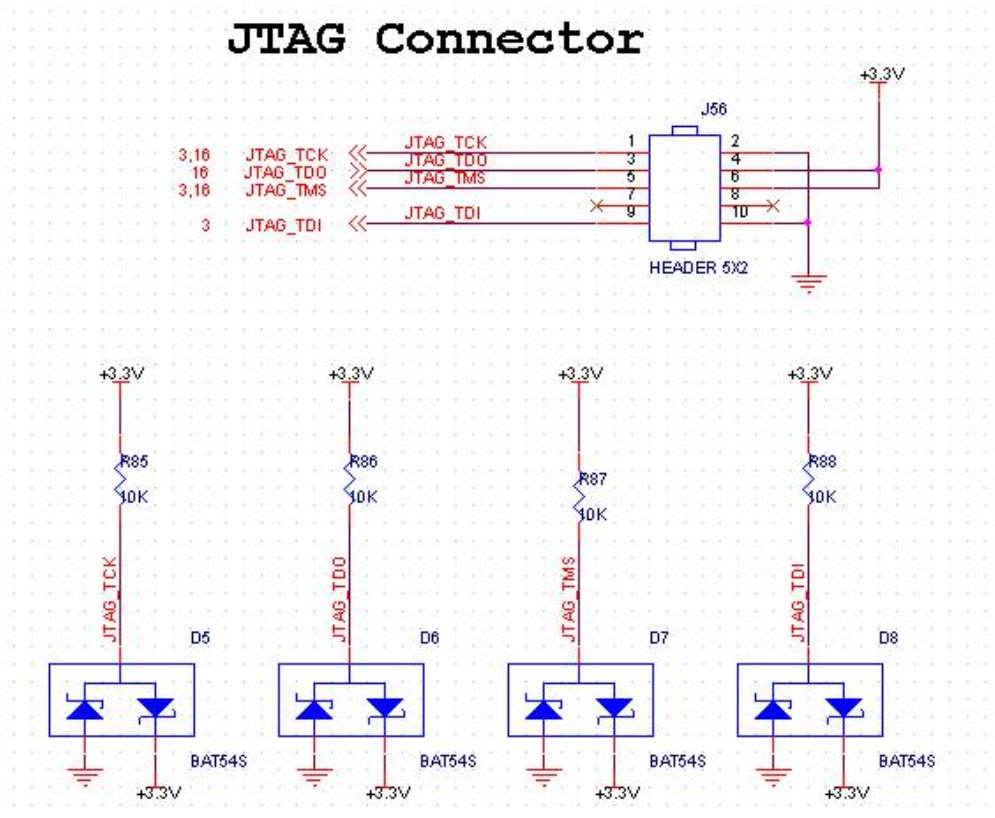 JTAG Connector
+3.3V
J56
3,16 JTAG_TCK JTAG_TCK 1 2
16 JTAG_TDO JTAG_TDO 3 4
3,16 JTAG_TMS JTAG_TMS 5 6
7 8
3 JTAG_TDI JTAG_TDI 9 10
HEADER 5X2
+3.3V +3.3V +3.3V +3.3V
R85 R86 R87 R88
10K 10K 10K 10K
JTAG_TCK JTAG_TDO JTAG_TMS JTAG_TDI
D5 D6 D7 D8
BAT54S BAT54S BAT54S BAT54S
+3.3V +3.3V +3.3V +3.3V